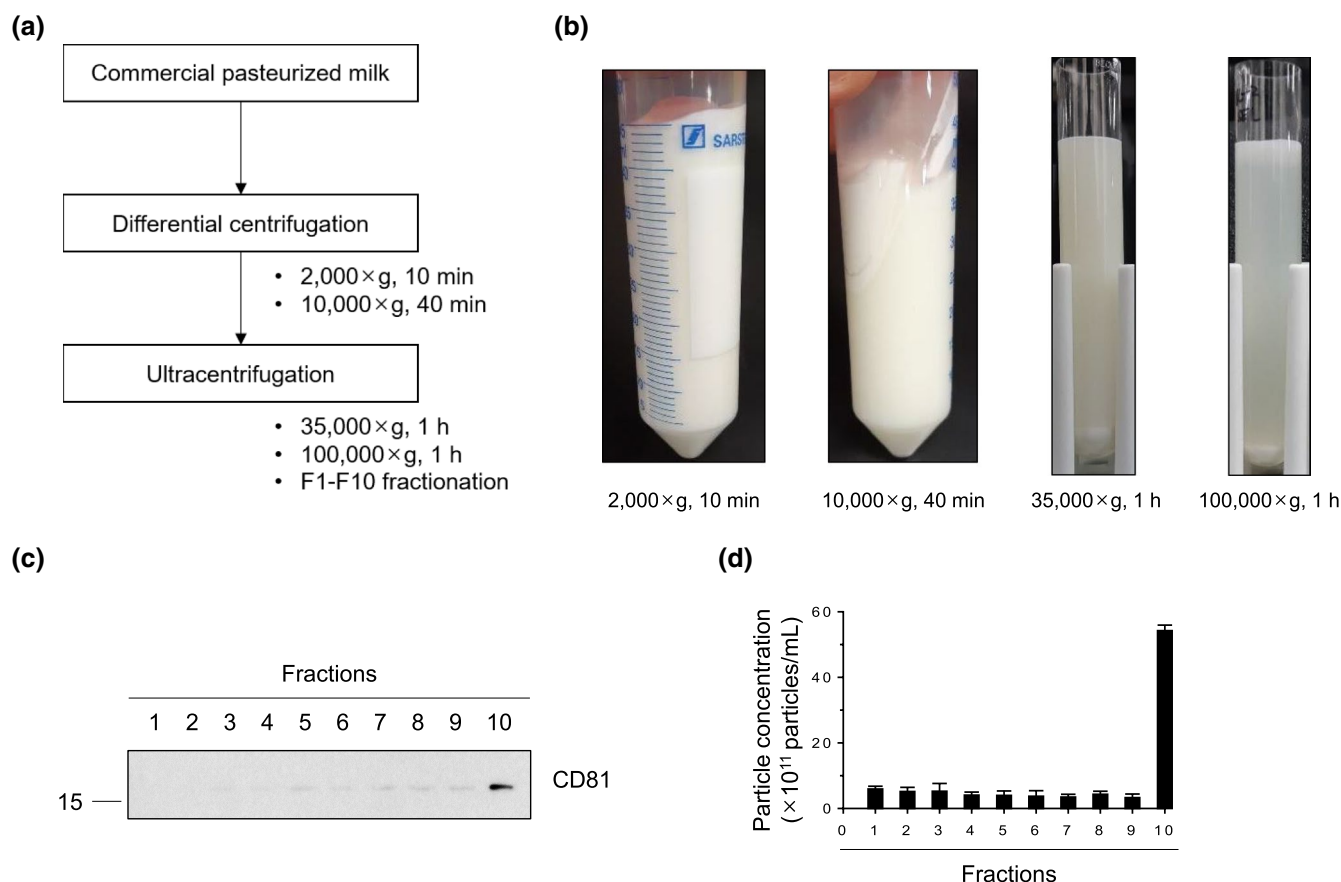 (a)
Commercial pasteurized milk
Differential centrifugation
• 2,000×g, 10 min
• 10,000×g, 40 min
Ultracentrifugation
• 35,000×g, 1 h
• 100,000×g, 1 h
• F1-F10 fractionation
(b)
2,000×g, 10 min
10,000×g, 40 min
35,000×g, 1 h
100,000×g, 1 h
(c)
Fractions
1 2 3 4 5 6 7 8 9 10
CD81
15
(d)
Particle concentration
(×10¹¹ particles/mL)
60
40
20
0
0 1 2 3 4 5 6 7 8 9 10
Fractions